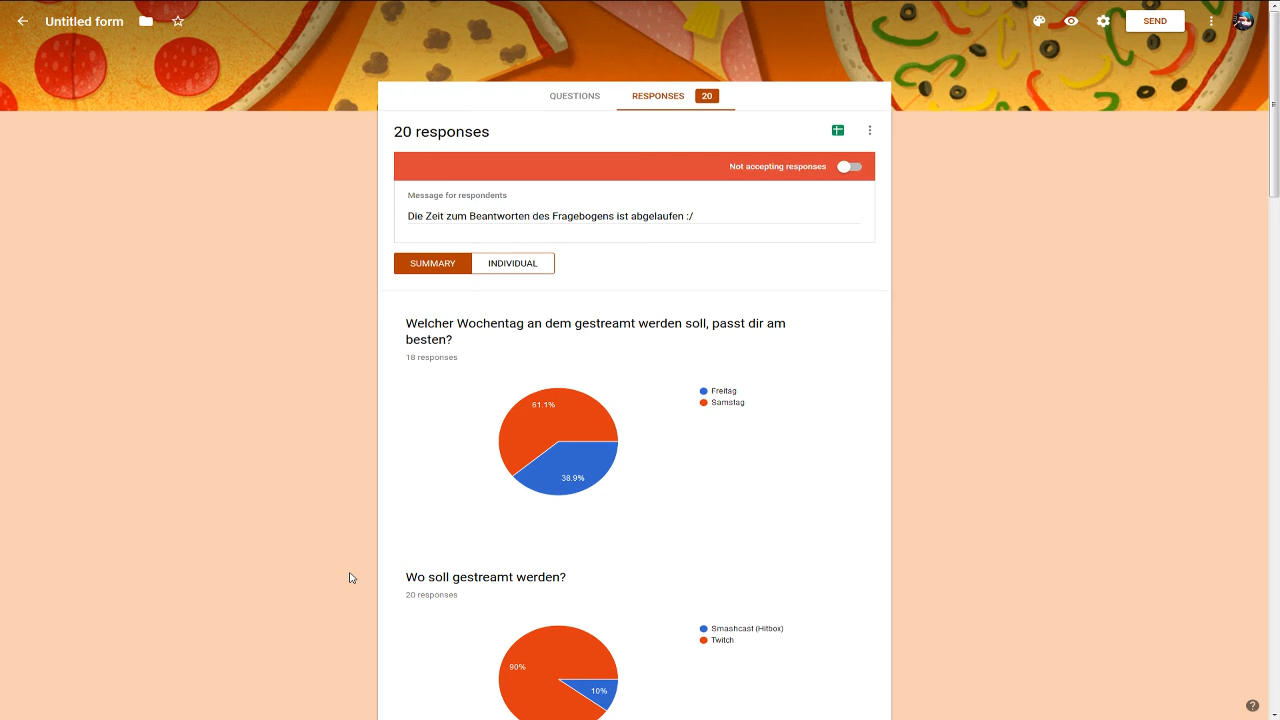 Untitled form
SEND
QUESTIONS
RESPONSES 20
20 responses
Not accepting responses
Message for respondents
Die Zeit zum Beantworten des Fragebogens ist abgelaufen :/
SUMMARY INDIVIDUAL
Welcher Wochentag an dem gestreamt werden soll, passt dir am
besten?
18 responses
Freitag
Samstag
61.1%
38.9%
Wo soll gestreamt werden?
20 responses
Smashcast (Hitbox)
Twitch
90%
10%